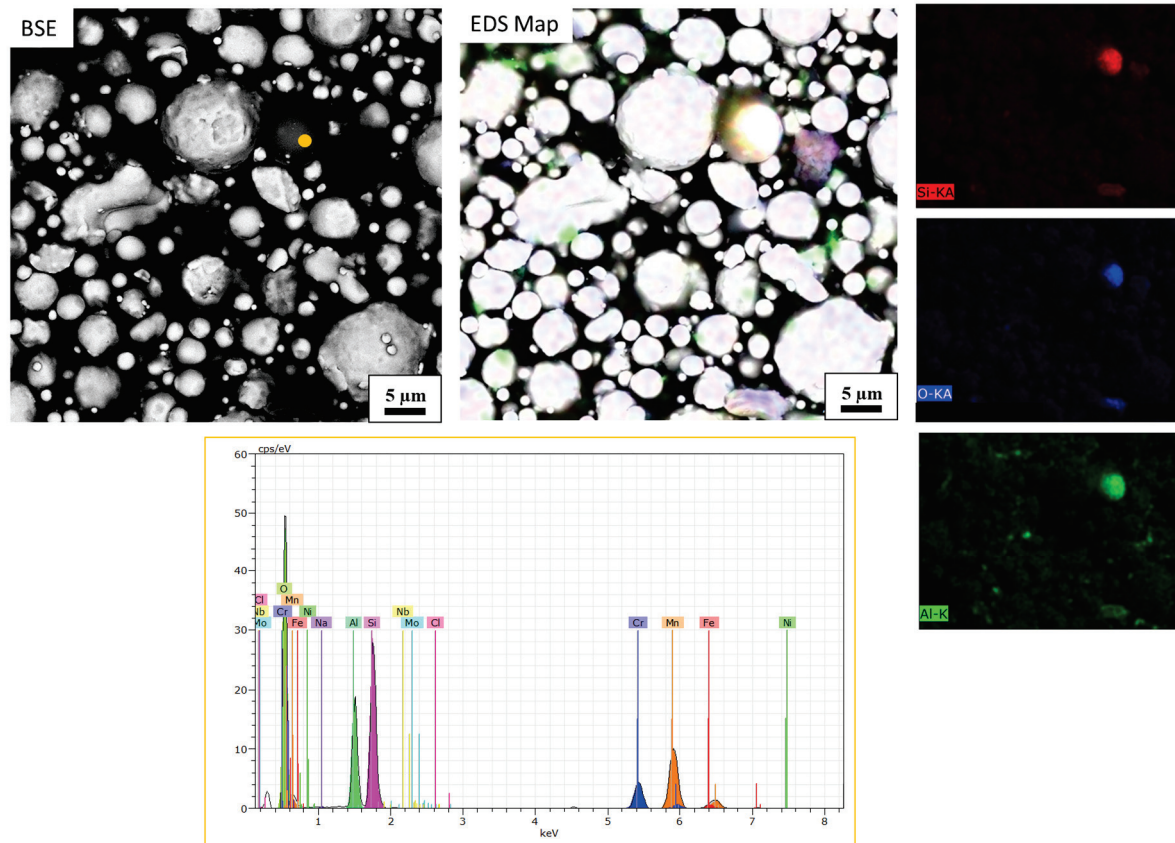 BSE
EDS Map
5 µm
5 µm
Si-KA
O-KA
Al-K
cps/eV
60
50
40
30
20
10
0
O
Cl Mn
Nb Cr Ni Nb
Mo Fe Na Al Si Mo Cl Cr Mn Fe Ni
1 2 3 4 5 6 7 8
keV